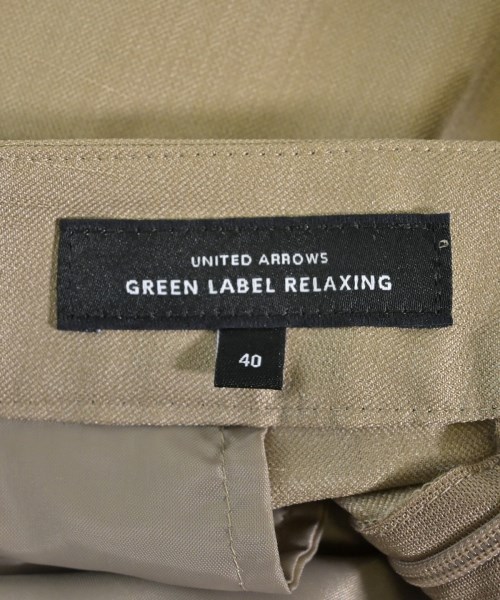 UNITED ARROWS
GREEN LABEL RELAXING
40